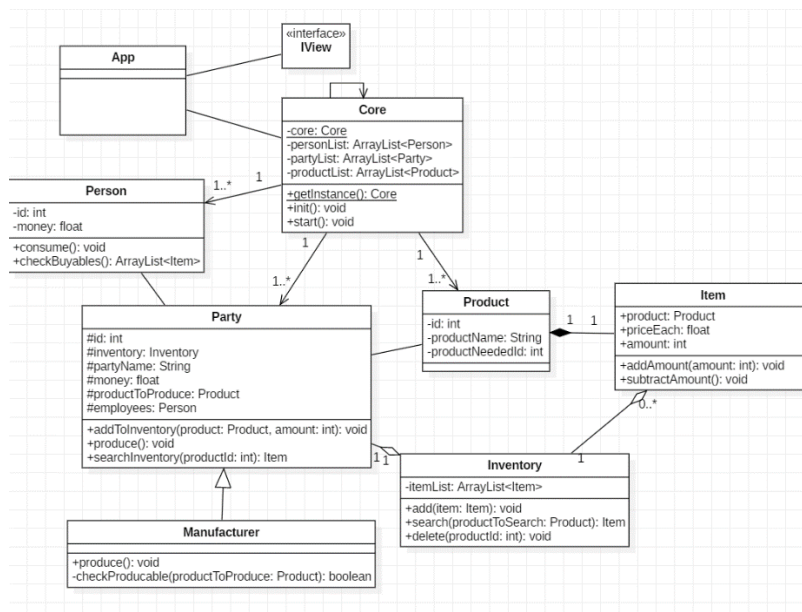 «interface»
IView
App
Core
-core: Core
-personList: ArrayList<Person>
-partyList: ArrayList<Party>
-productList: ArrayList<Product>
+getInstance(): Core
+init(): void
+start(): void
1
1..*
Person
-id: int
-money: float
+consume(): void
+checkBuyables(): ArrayList<Item>
1
1..*
1
1..*
Party
#id: int
#inventory: Inventory
#partyName: String
#money: float
#productToProduce: Product
#employees: Person
+addToInventory(product: Product, amount: int): void
+produce(): void
+searchInventory(productId: int): Item
Product
-id: int
-productName: String
-productNeededId: int
1
1
Item
+product: Product
+priceEach: float
+amount: int
+addAmount(amount: int): void
+subtractAmount(): void
0..*
1
1
1
Inventory
-itemList: ArrayList<Item>
+add(item: Item): void
+search(productToSearch: Product): Item
+delete(productId: int): void
Manufacturer
+produce(): void
-checkProducable(productToProduce: Product): boolean